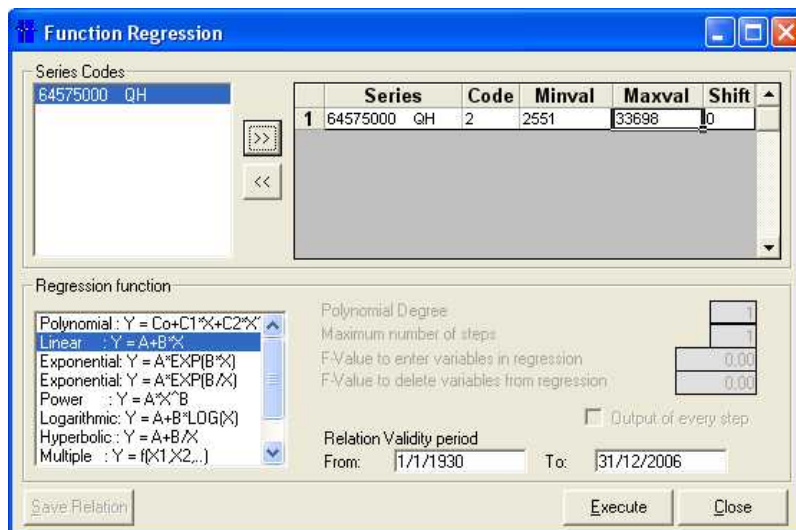 Function Regression
Series Codes
64575000 QH
>>
<<
Series Code Minval Maxval Shift
1 64575000 QH 2 2551 33698 0
Regression function
Polynomial : Y = Co+C1*X+C2*X
Linear : Y = A+B*X
Exponential: Y = A*EXP(B*X)
Exponential: Y = A*EXP(B/X)
Power : Y = A*X^B
Logarithmic: Y = A+B*LOG(X)
Hyperbolic : Y = A+B/X
Multiple : Y = f(X1,X2,..)
Polynomial Degree 1
Maximum number of steps 1
F-Value to enter variables in regression 0.00
F-Value to delete variables from regression 0.00
Output of every step
Relation Validity period
From: 1/1/1930 To: 31/12/2006
Save Relation Execute Close